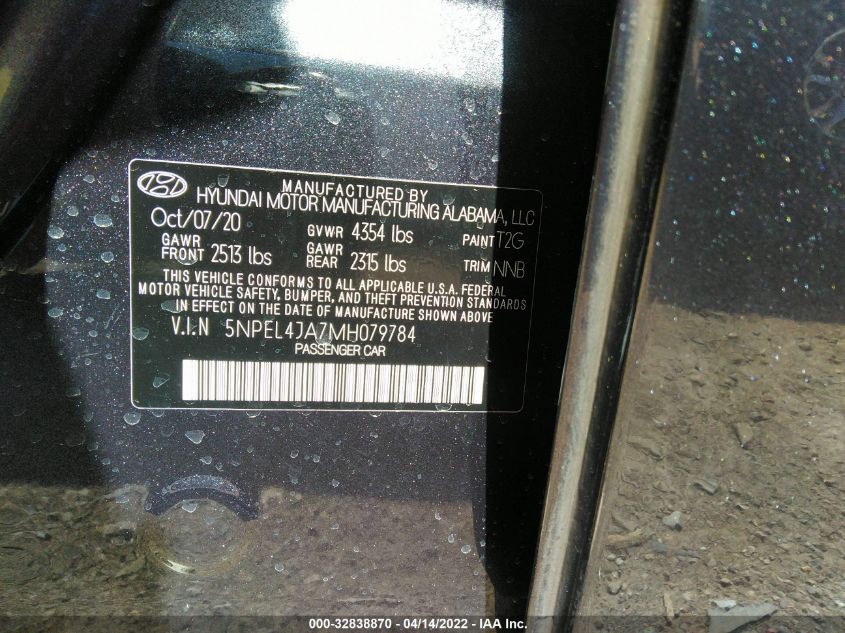 MANUFACTURED BY
HYUNDAI MOTOR MANUFACTURING ALABAMA, LLC
Oct/07/20 GVWR 4354 lbs PAINT T2G
GAWR FRONT 2513 lbs GAWR REAR 2315 lbs TRIM NNB
THIS VEHICLE CONFORMS TO ALL APPLICABLE U.S.A. FEDERAL
MOTOR VEHICLE SAFETY, BUMPER, AND THEFT PREVENTION STANDARDS
IN EFFECT ON THE DATE OF MANUFACTURE SHOWN ABOVE
V.I.N 5NPEL4JA7MH079784
PASSENGER CAR
000-32838870 - 04/14/2022 - IAA Inc.